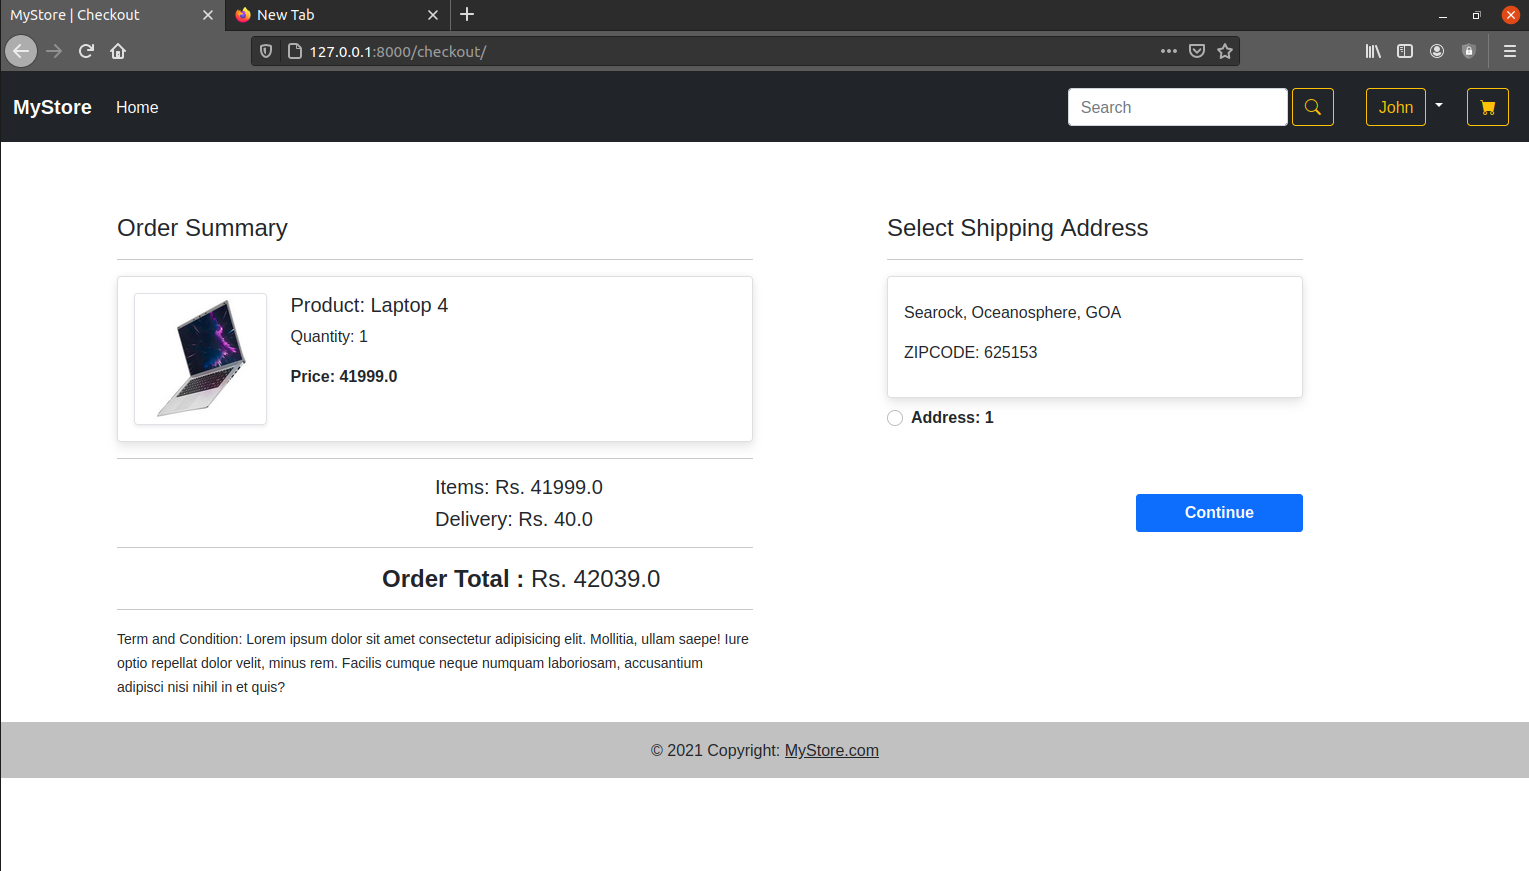 MyStore | Checkout
New Tab
127.0.0.1:8000/checkout/
MyStore
Home
Search
John
Order Summary
Product: Laptop 4
Quantity: 1
Price: 41999.0
Items: Rs. 41999.0
Delivery: Rs. 40.0
Order Total : Rs. 42039.0
Term and Condition: Lorem ipsum dolor sit amet consectetur adipisicing elit. Mollitia, ullam saepe! Iure
optio repellat dolor velit, minus rem. Facilis cumque neque numquam laboriosam, accusantium
adipisci nisi nihil in et quis?
Select Shipping Address
Searock, Oceanosphere, GOA
ZIPCODE: 625153
Address: 1
Continue
© 2021 Copyright: MyStore.com